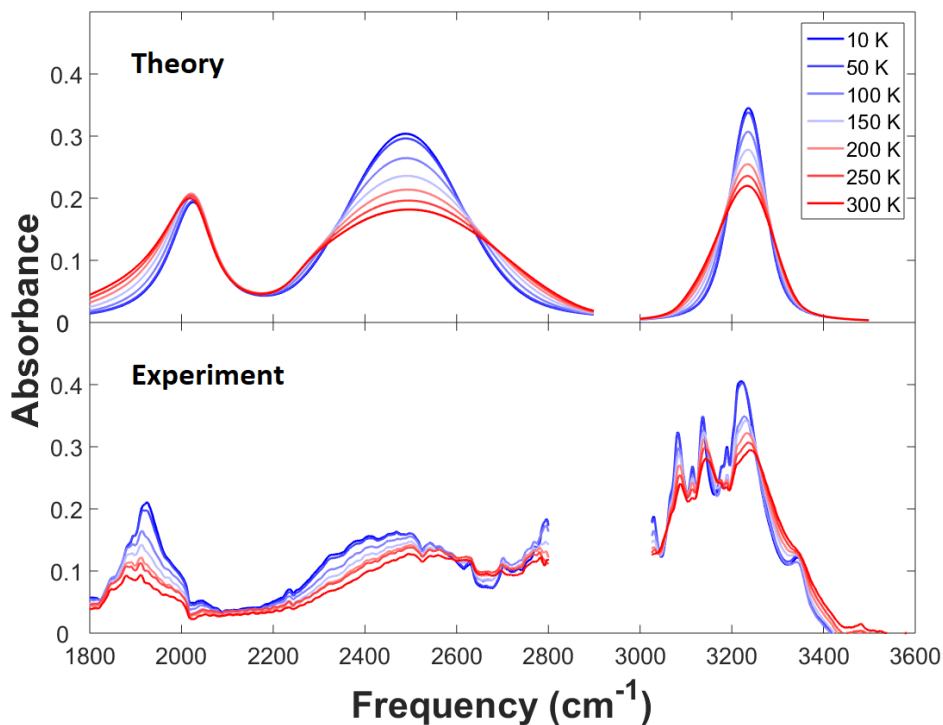 Theory
10 K
50 K
100 K
150 K
200 K
250 K
300 K
0.4
0.3
0.2
0.1
0
Experiment
0.4
0.3
0.2
0.1
0
1800 2000 2200 2400 2600 2800 3000 3200 3400 3600
Absorbance
Frequency (cm-1)